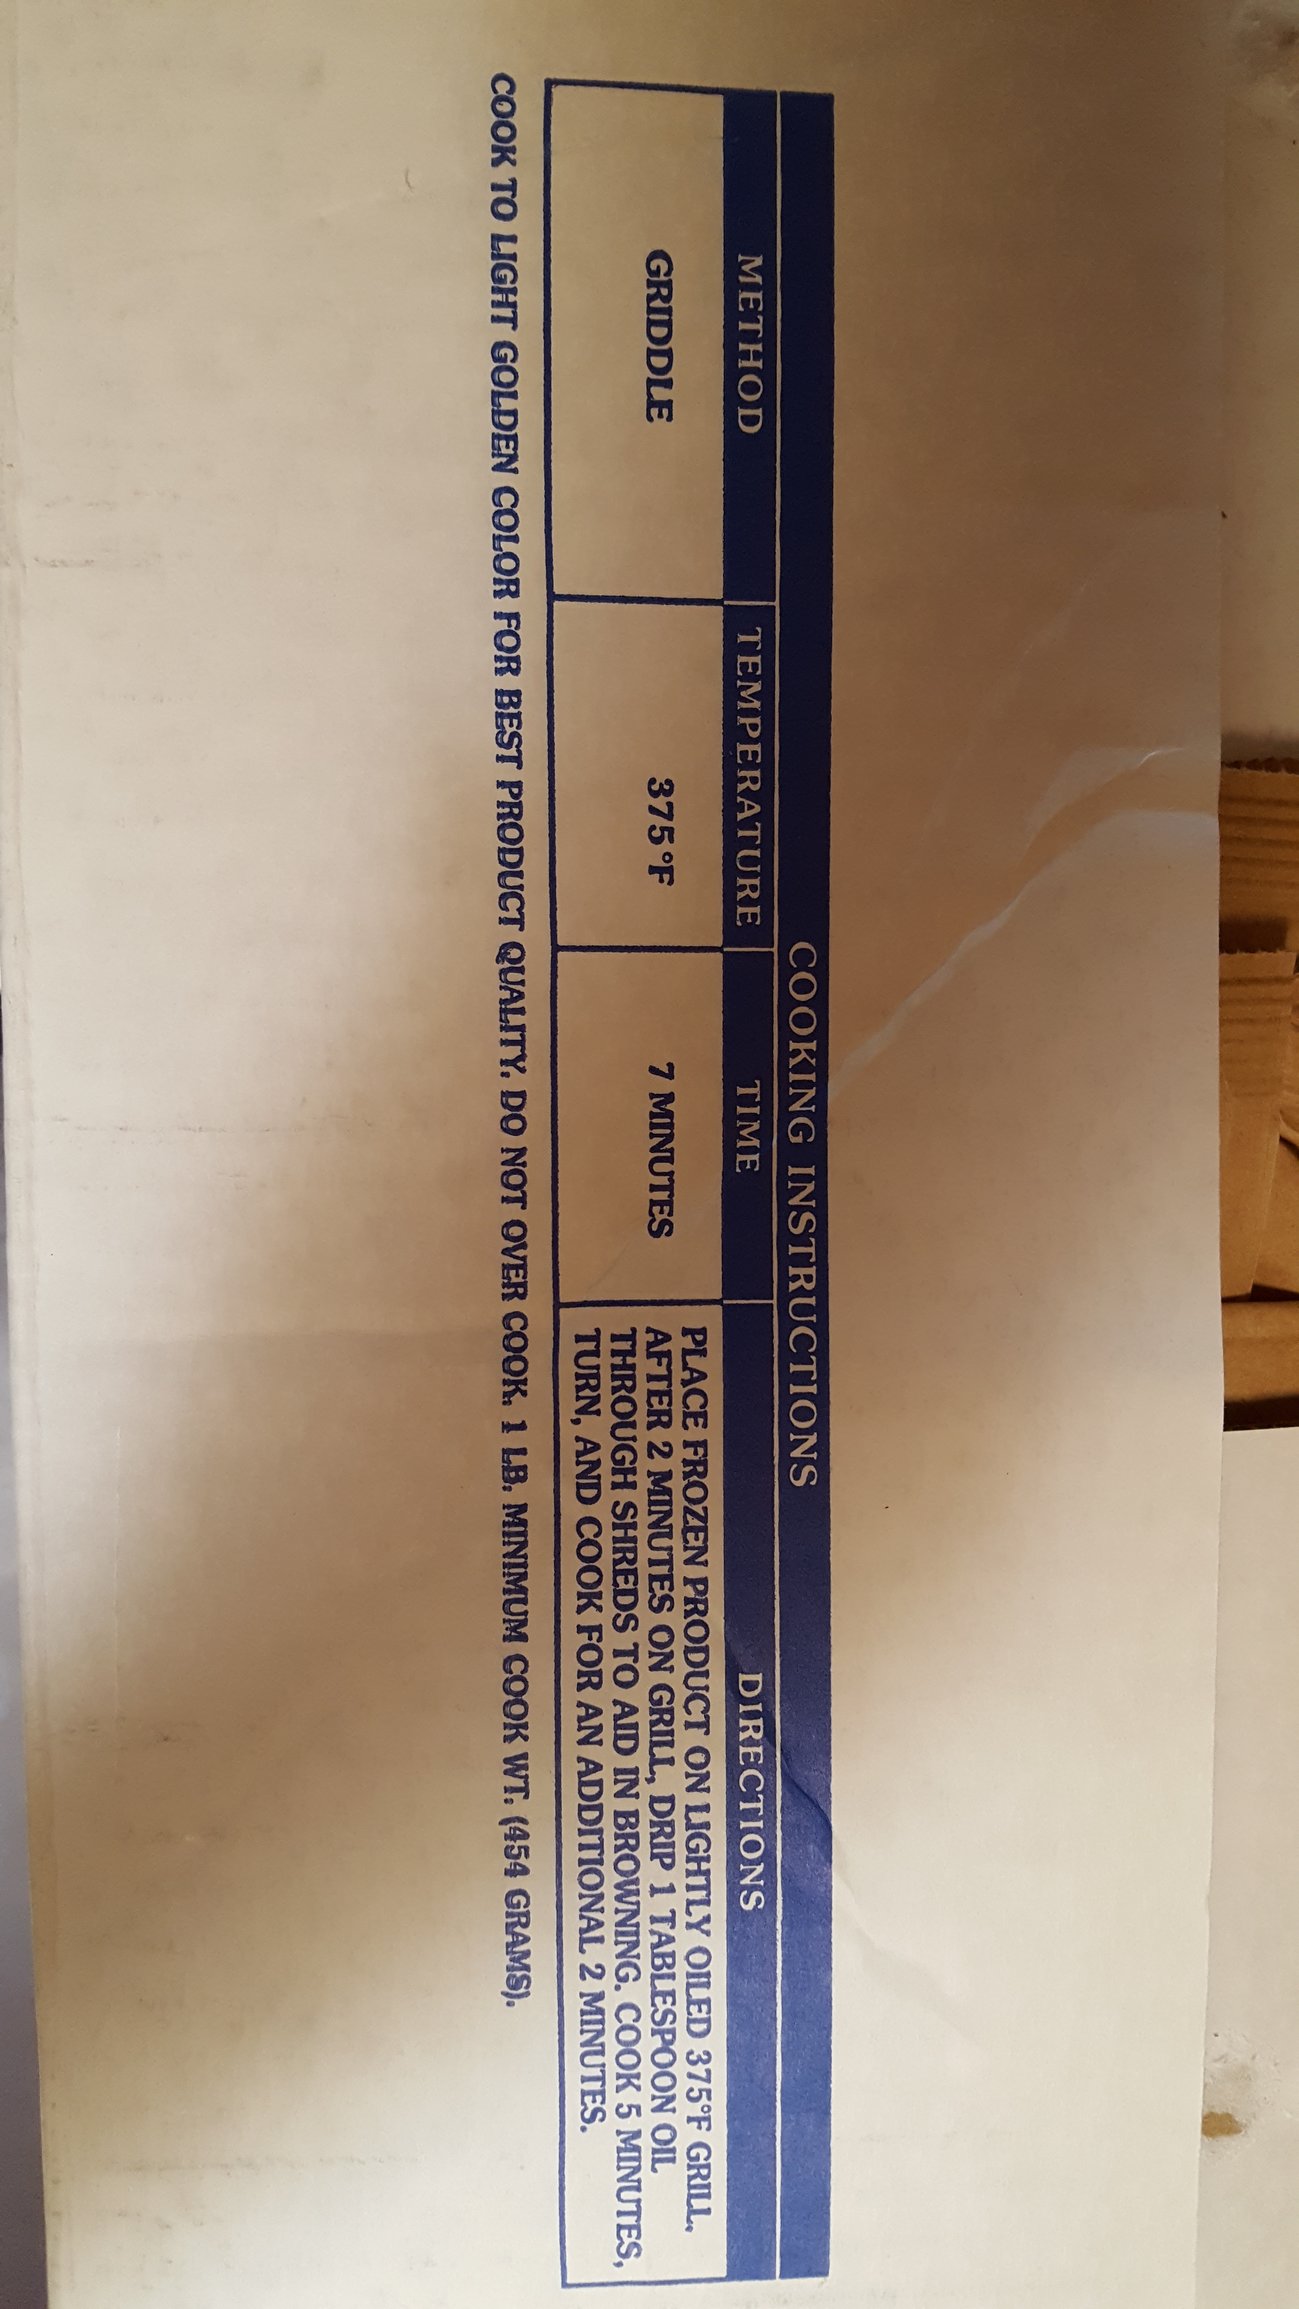 COOKING INSTRUCTIONS
METHOD TEMPERATURE TIME DIRECTIONS
GRIDDLE 375°F 7 MINUTES
PLACE FROZEN PRODUCT ON LIGHTLY OILED 375°F GRILL.
AFTER 2 MINUTES ON GRILL, DRIP 1 TABLESPOON OIL
THROUGH SHREDS TO AID IN BROWNING. COOK 5 MINUTES,
TURN, AND COOK FOR AN ADDITIONAL 2 MINUTES.
COOK TO LIGHT GOLDEN COLOR FOR BEST PRODUCT QUALITY. DO NOT OVER COOK. 1 LB. MINIMUM COOK WT. (454 GRAMS).